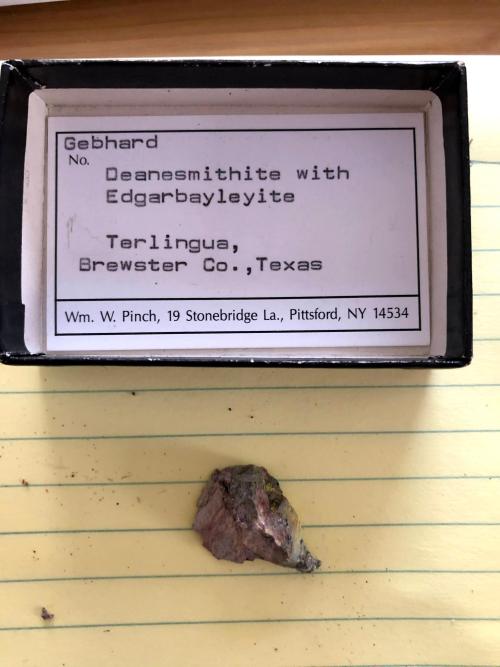 Gebhard
No.
Deanesmithite with
Edgarbayleyite
Terlingua,
Brewster Co.,Texas
Wm. W. Pinch, 19 Stonebridge La., Pittsford, NY 14534